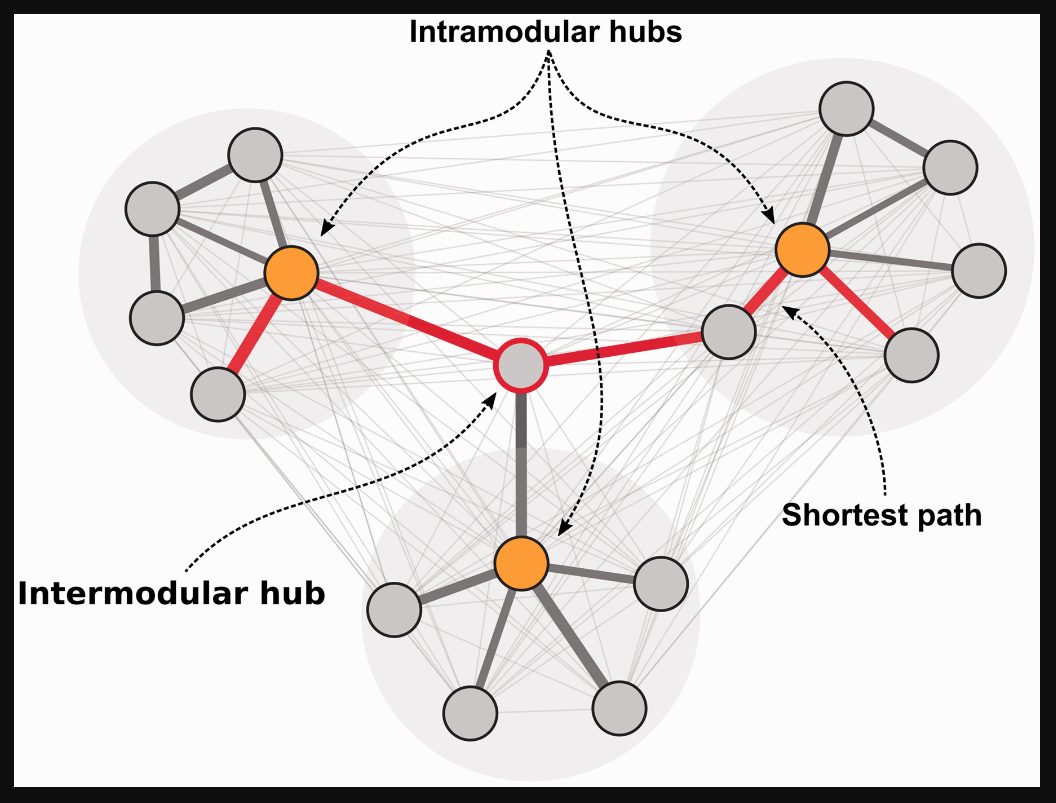 Intramodular hubs
Shortest path
Intermodular hub